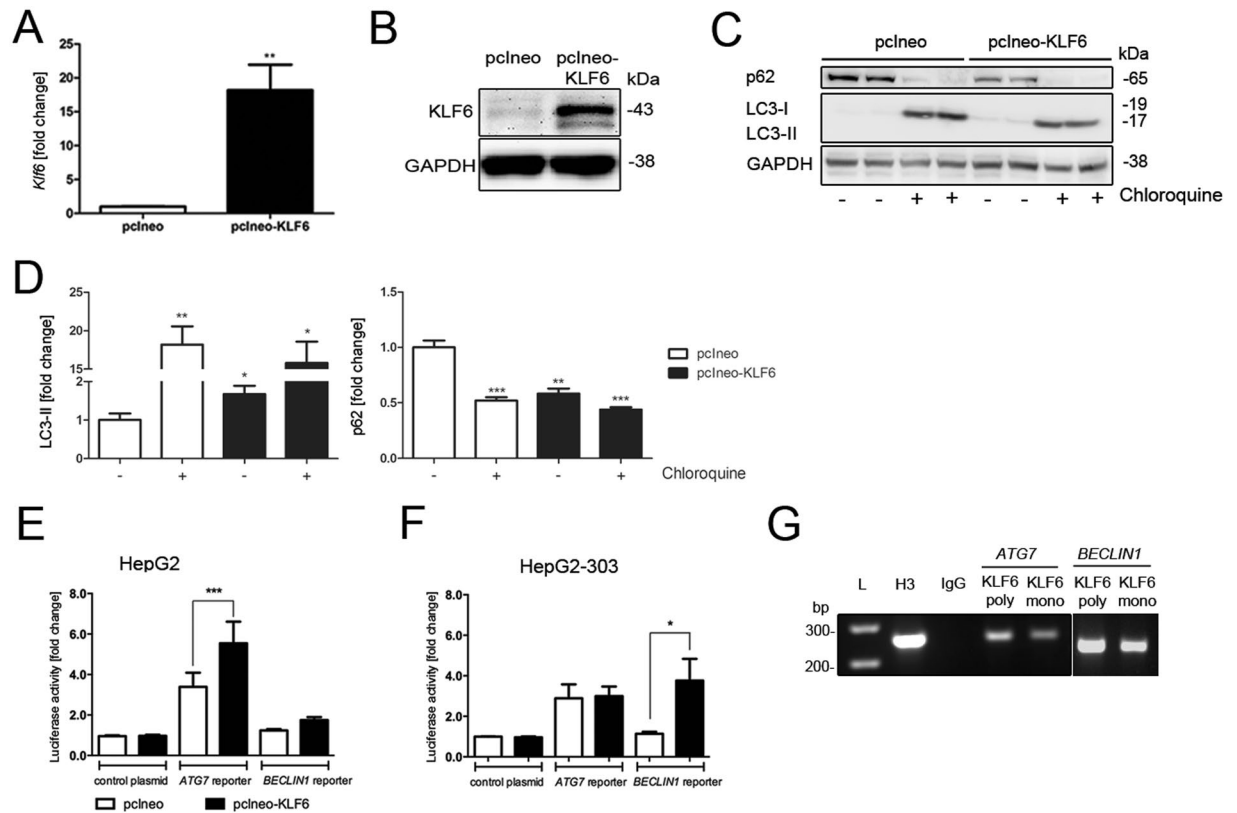 A
Klf6 [fold change]
25
20
15
10
5
0
**
pcIneo
pcIneo-KLF6
B
pcIneo
pcIneo-
KLF6
kDa
KLF6
-43
GAPDH
-38
C
pcIneo
pcIneo-KLF6
kDa
p62
-65
LC3-I
-19
-17
LC3-II
GAPDH
-38
- - + + - - + + Chloroquine
D
LC3-II [fold change]
25
20
15
2
1
0
**
*
*
- + - +
p62 [fold change]
1.5
1.0
0.5
0.0
***
**
***
- + - + Chloroquine
pcIneo
pcIneo-KLF6
E
HepG2
Luciferase activity [fold change]
8.0
6.0
4.0
2.0
0.0
***
control plasmid
ATG7 reporter
BECLIN1 reporter
pcIneo
pcIneo-KLF6
F
HepG2-303
Luciferase activity [fold change]
8.0
6.0
4.0
2.0
0.0
*
control plasmid
ATG7 reporter
BECLIN1 reporter
G
ATG7
BECLIN1
L
H3
IgG
KLF6
poly
KLF6
mono
KLF6
poly
KLF6
mono
bp
300-
200-